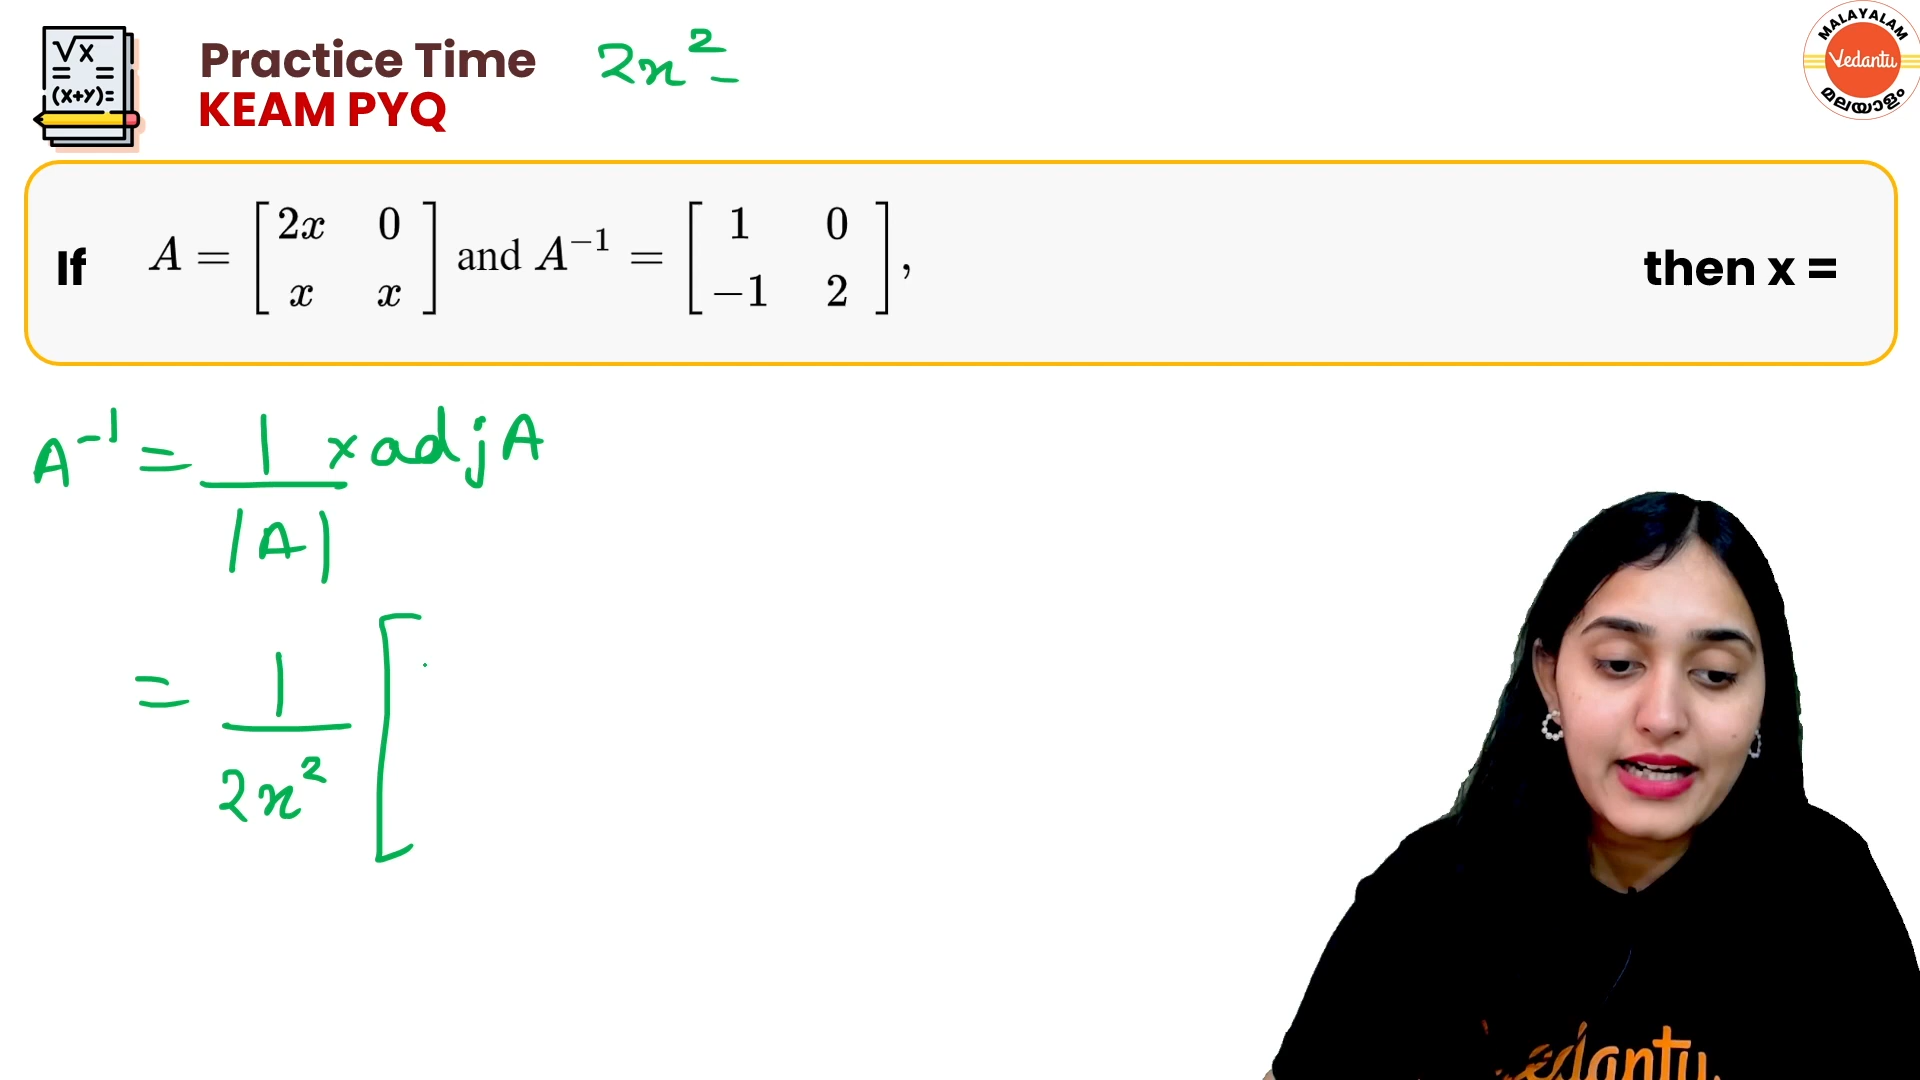 √x
= =
(x+y)=
Practice Time
KEAM PYQ
2x² -
MALAYALAM
Vedantu
മലയാളം
If A = [ 2x 0 ; x x ] and A⁻¹ = [ 1 0 ; -1 2 ], then x =
A⁻¹ = 1/|A| × adj A
= 1/2x² [
Vedantu